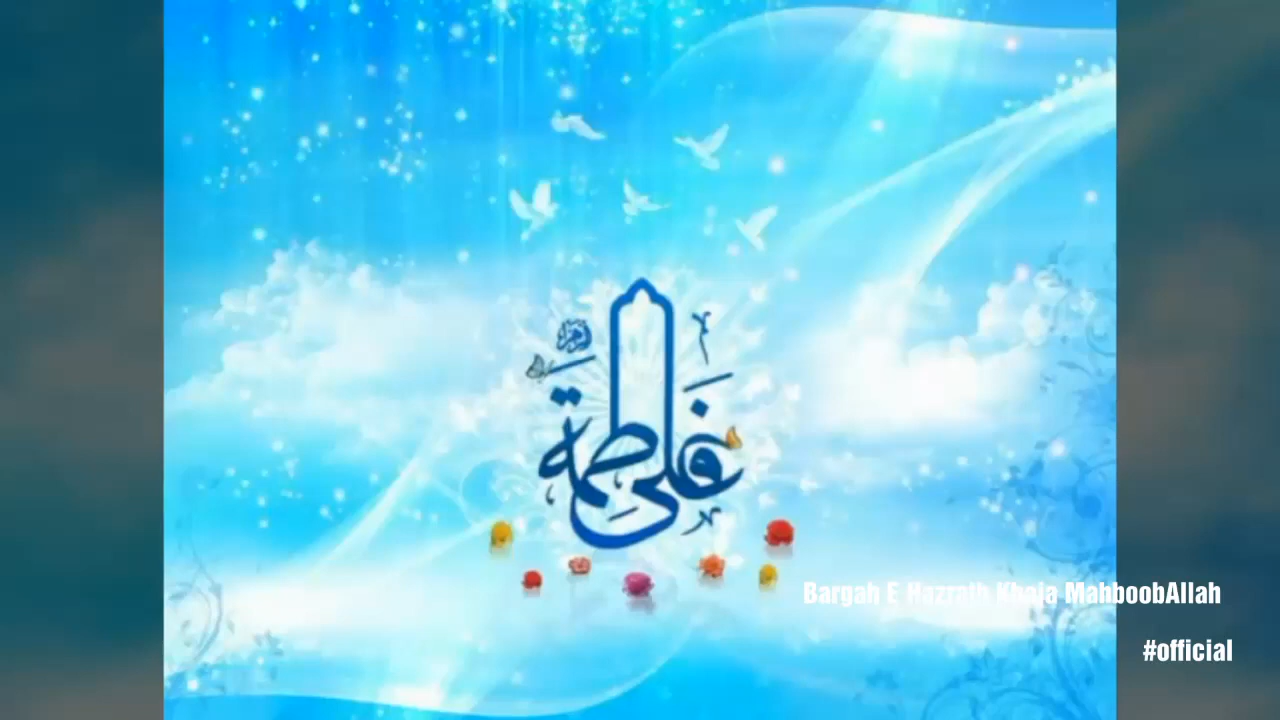 علی فاطمة
Bargah E Hazrath Khaja MahboobAllah
#official